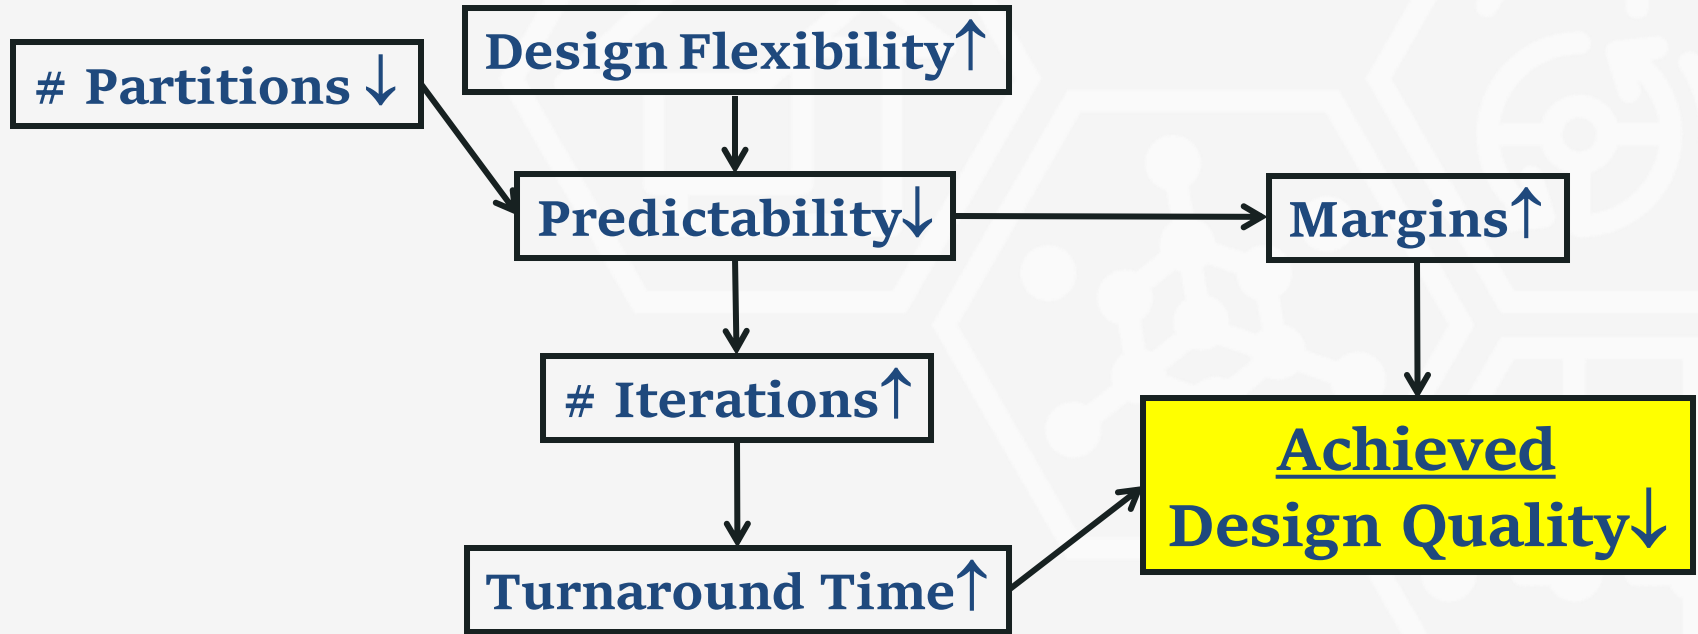 Design Flexibility↑
# Partitions ↓
Predictability↓
Margins↑
# Iterations↑
Achieved
Design Quality↓
Turnaround Time↑